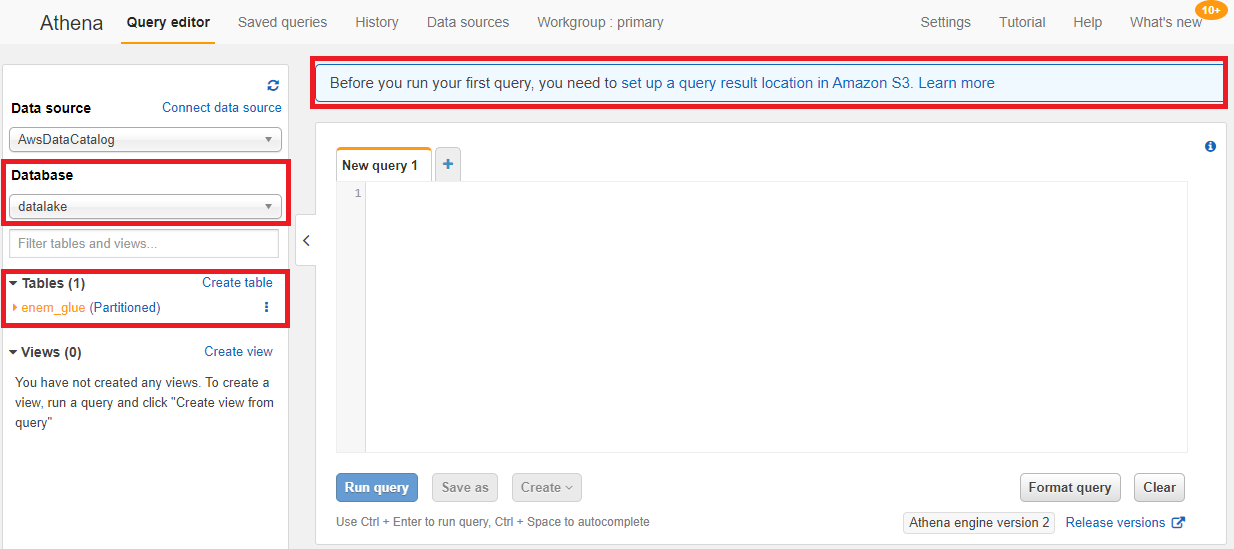 Athena Query editor Saved queries History Data sources Workgroup : primary Settings Tutorial Help What's new 10+
Data source Connect data source
AwsDataCatalog
Database
datalake
Filter tables and views...
Tables (1) Create table
enem_glue (Partitioned)
Views (0) Create view
You have not created any views. To create a
view, run a query and click "Create view from
query"
Before you run your first query, you need to set up a query result location in Amazon S3. Learn more
New query 1 +
1
Run query Save as Create Format query Clear
Use Ctrl + Enter to run query, Ctrl + Space to autocomplete Athena engine version 2 Release versions